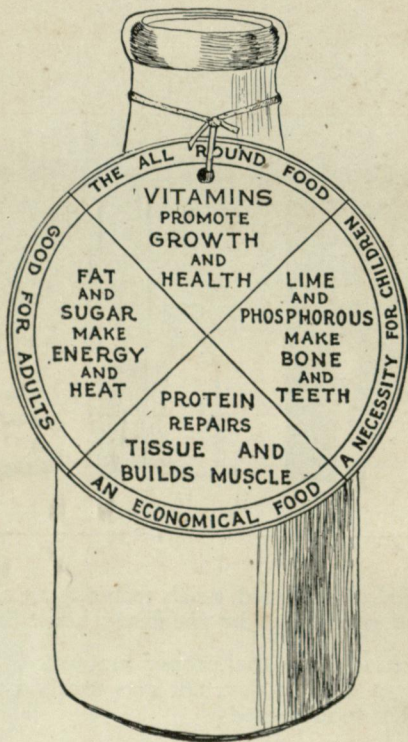 THE ALL ROUND FOOD
VITAMINS
PROMOTE
GROWTH
AND
HEALTH
GOOD FOR ADULTS
FAT
AND
SUGAR
MAKE
ENERGY
AND
HEAT
LIME
AND
PHOSPHOROUS
MAKE
BONE
AND
TEETH
A NECESSITY FOR CHILDREN
PROTEIN
REPAIRS
TISSUE AND
BUILDS MUSCLE
AN ECONOMICAL FOOD